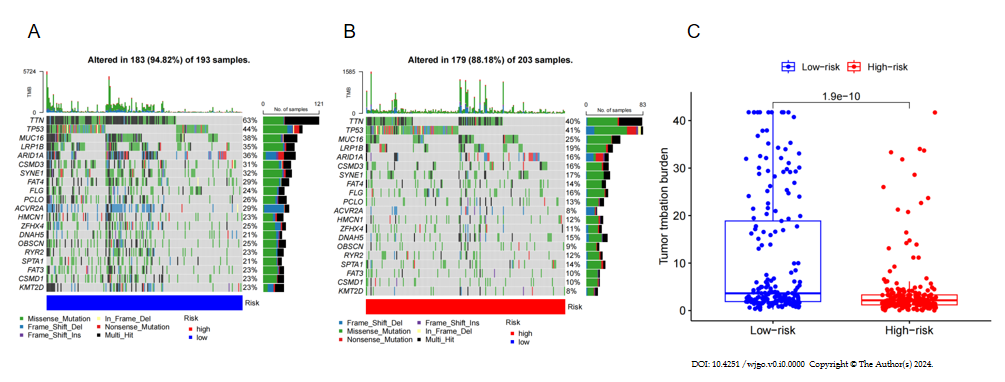 A
Altered in 183 (94.82%) of 193 samples.
5724
TMB
0
0
121
No. of samples
TTN 63%
TP53 44%
MUC16 38%
LRP1B 35%
ARID1A 36%
CSMD3 31%
SYNE1 32%
FAT4 29%
FLG 24%
PCLO 26%
ACVR2A 29%
HMCN1 23%
ZFHX4 25%
DNAH5 21%
OBSCN 25%
RYR2 23%
SPTA1 21%
FAT3 23%
CSMD1 23%
KMT2D 23%
Risk
Missense_Mutation
In_Frame_Del
Risk
Frame_Shift_Del
Nonsense_Mutation
high
Frame_Shift_Ins
Multi_Hit
low
B
Altered in 179 (88.18%) of 203 samples.
1585
TMB
0
0
83
No. of samples
TTN 40%
TP53 41%
MUC16 25%
LRP1B 19%
ARID1A 16%
CSMD3 16%
SYNE1 17%
FAT4 14%
FLG 16%
PCLO 13%
ACVR2A 8%
HMCN1 12%
ZFHX4 11%
DNAH5 15%
OBSCN 9%
RYR2 12%
SPTA1 14%
FAT3 10%
CSMD1 10%
KMT2D 8%
Risk
Frame_Shift_Del
Frame_Shift_Ins
Risk
Missense_Mutation
In_Frame_Del
high
Nonsense_Mutation
Multi_Hit
low
C
Low-risk
High-risk
1.9e-10
Tumor tmbation burden
40
30
20
10
0
Low-risk
High-risk
DOI: 10.4251 / wjgo.v0.i0.0000 Copyright © The Author(s) 2024.